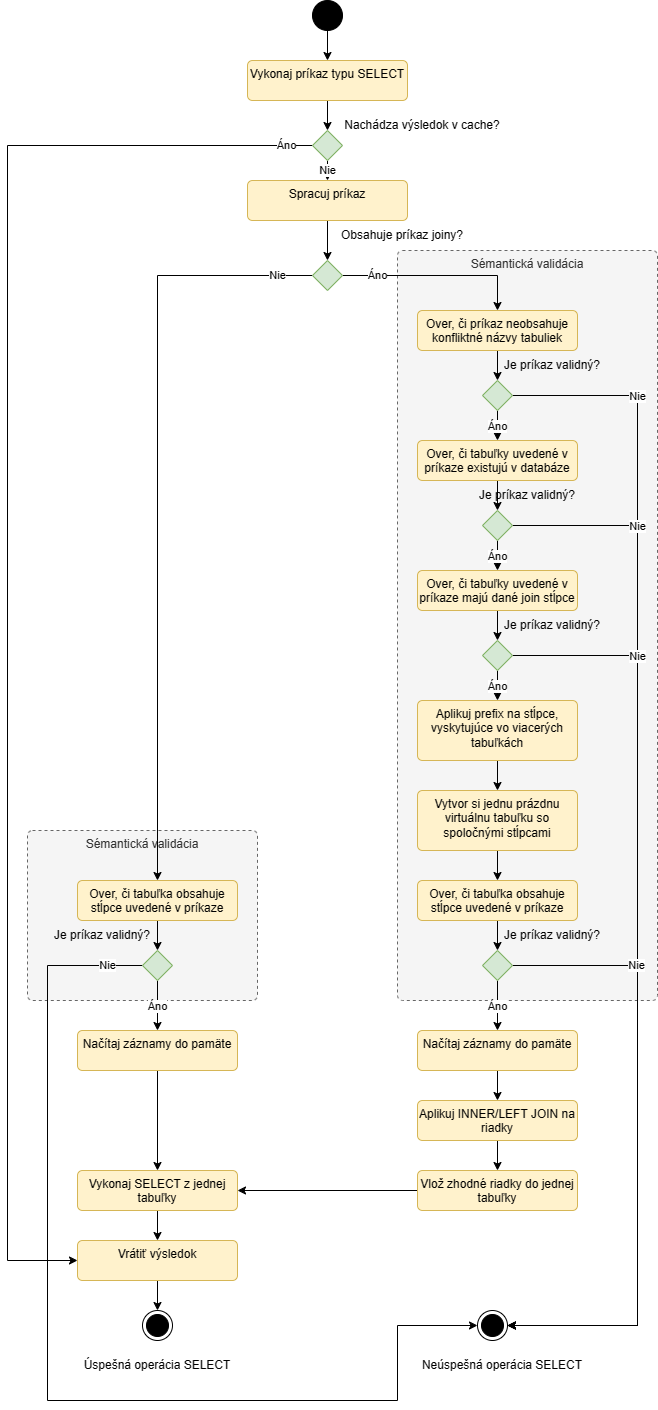 Vykonaj príkaz typu SELECT
Nachádza výsledok v cache?
Áno
Nie
Spracuj príkaz
Obsahuje príkaz joiny?
Nie
Áno
Sémantická validácia
Over, či príkaz neobsahuje
konfliktné názvy tabuliek
Je príkaz validný?
Nie
Áno
Over, či tabuľky uvedené v
príkaze existujú v databáze
Je príkaz validný?
Nie
Áno
Over, či tabuľky uvedené v
príkaze majú dané join stĺpce
Je príkaz validný?
Nie
Áno
Aplikuj prefix na stĺpce,
vyskytujúce vo viacerých
tabuľkách
Vytvor si jednu prázdnu
virtuálnu tabuľku so
spoločnými stĺpcami
Sémantická validácia
Over, či tabuľka obsahuje
stĺpce uvedené v príkaze
Je príkaz validný?
Nie
Áno
Over, či tabuľka obsahuje
stĺpce uvedené v príkaze
Je príkaz validný?
Nie
Áno
Načítaj záznamy do pamäte
Načítaj záznamy do pamäte
Aplikuj INNER/LEFT JOIN na
riadky
Vykonaj SELECT z jednej
tabuľky
Vlož zhodné riadky do jednej
tabuľky
Vrátiť výsledok
Úspešná operácia SELECT
Neúspešná operácia SELECT